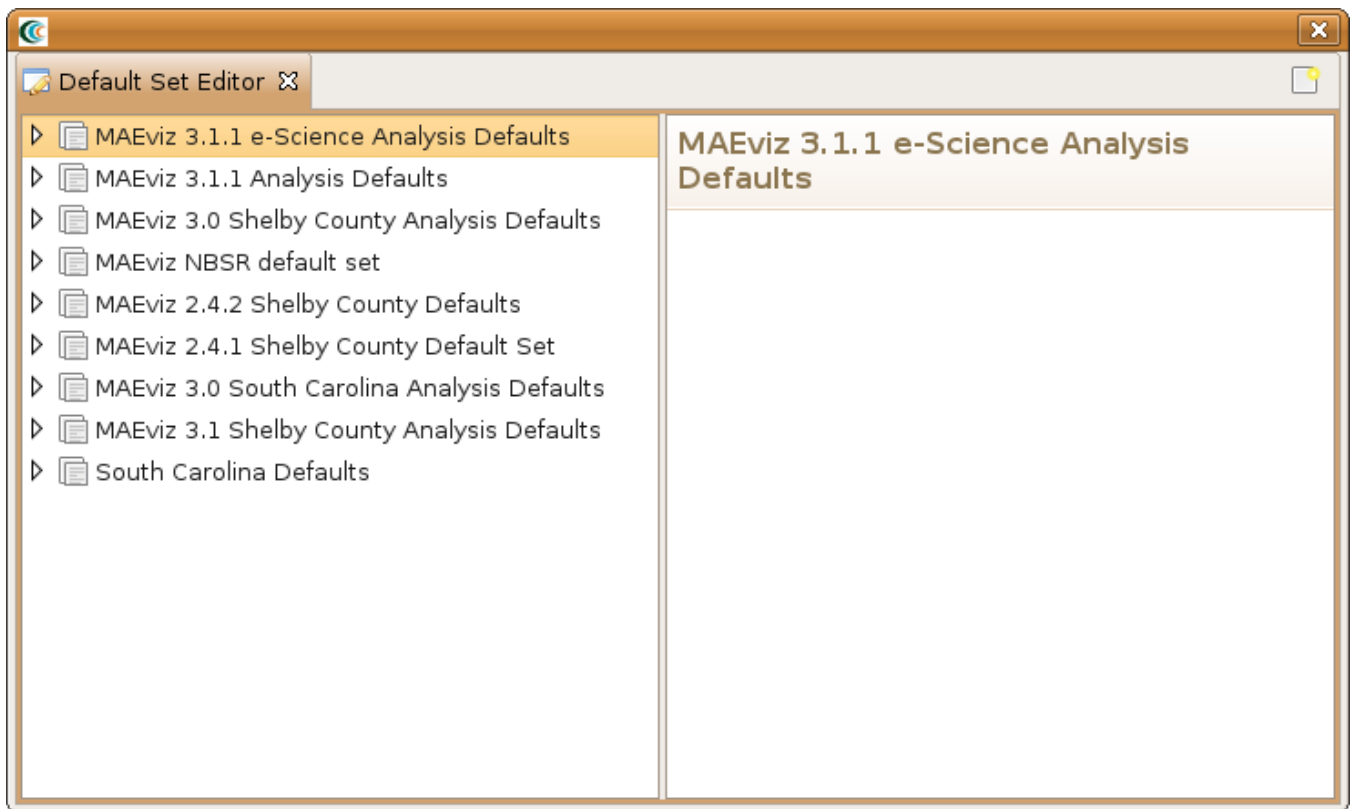 Default Set Editor
MAEviz 3.1.1 e-Science Analysis Defaults
MAEviz 3.1.1 Analysis Defaults
MAEviz 3.0 Shelby County Analysis Defaults
MAEviz NBSR default set
MAEviz 2.4.2 Shelby County Defaults
MAEviz 2.4.1 Shelby County Default Set
MAEviz 3.0 South Carolina Analysis Defaults
MAEviz 3.1 Shelby County Analysis Defaults
South Carolina Defaults
MAEviz 3.1.1 e-Science Analysis
Defaults